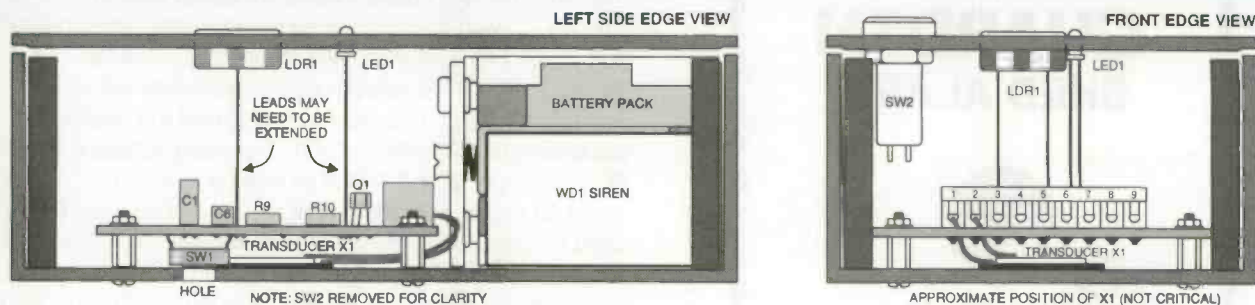 LEFT SIDE EDGE VIEW
LDR1
LED1
LEADS MAY
NEED TO BE
EXTENDED
BATTERY PACK
C1
C6
R9
R10
Q1
WD1 SIREN
TRANSDUCER X1
SW1
HOLE
NOTE: SW2 REMOVED FOR CLARITY
FRONT EDGE VIEW
LED1
SW2
LDR1
1 2 3 4 5 6 7 8 9
TRANSDUCER X1
APPROXIMATE POSITION OF X1 (NOT CRITICAL)